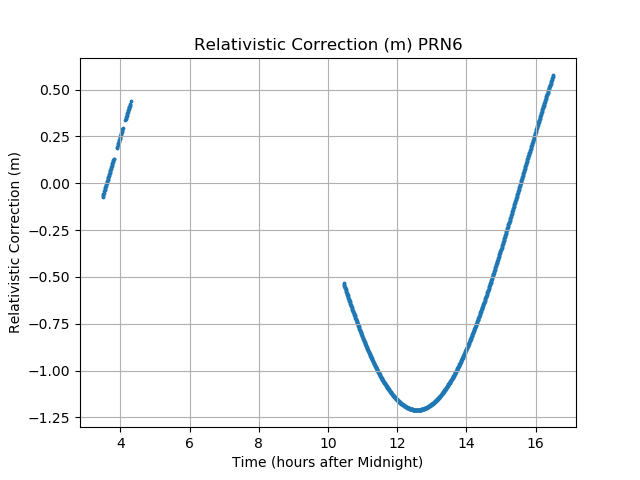 Relativistic Correction (m) PRN6
Relativistic Correction (m)
0.50
0.25
0.00
−0.25
−0.50
−0.75
−1.00
−1.25
4 6 8 10 12 14 16
Time (hours after Midnight)